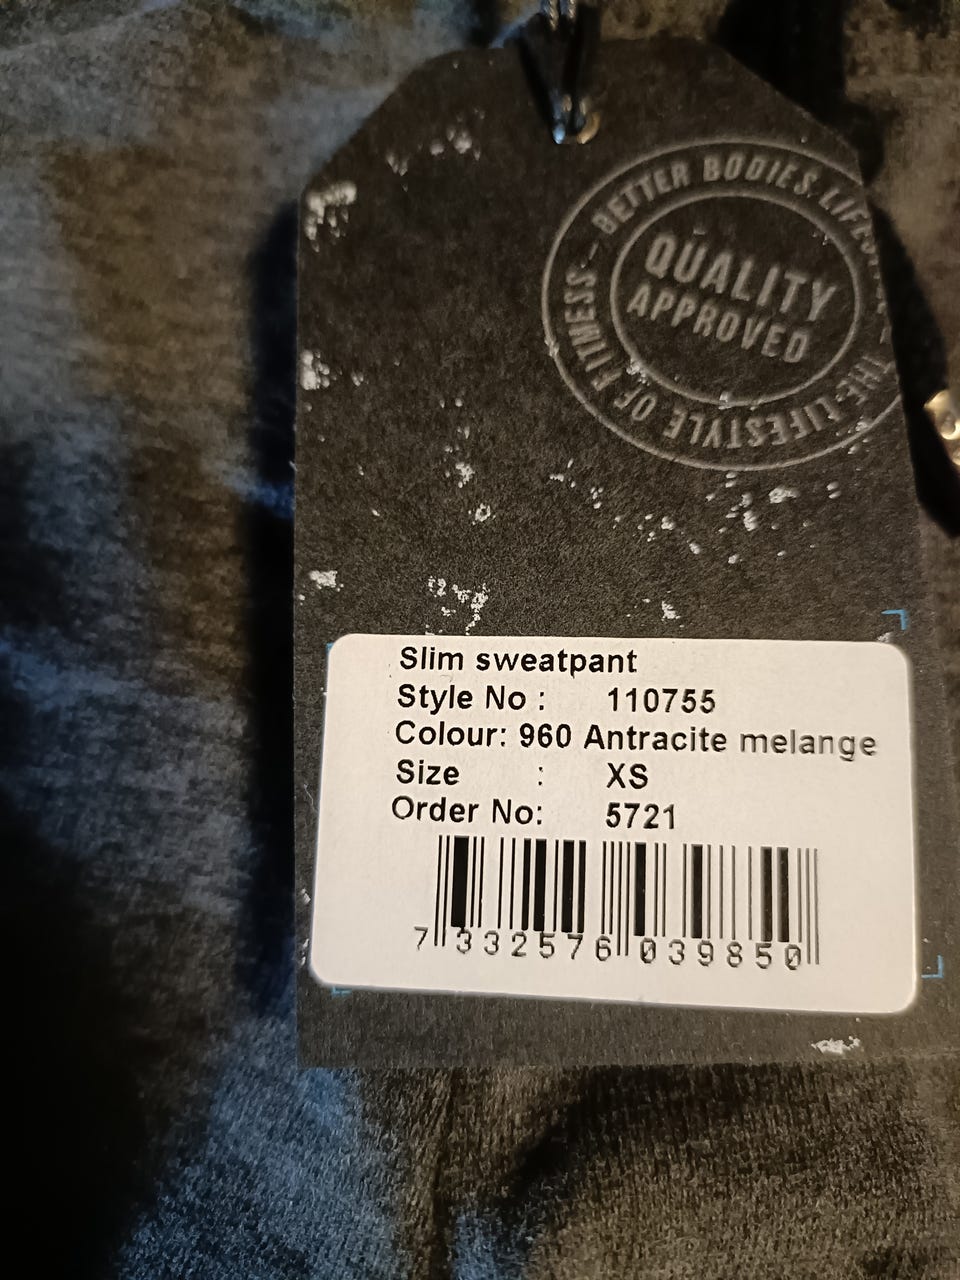 BETTER BODIES LIFESTYLE – THE LIFESTYLE OF FITNESS –
QUALITY
APPROVED
Slim sweatpant
Style No : 110755
Colour: 960 Antracite melange
Size : XS
Order No: 5721
7 332576 039850